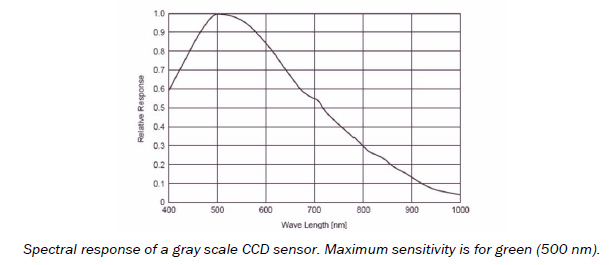 1.0
0.9
0.8
0.7
0.6
0.5
0.4
0.3
0.2
0.1
0
Relative Response
400 500 600 700 800 900 1000
Wave Length [nm]
Spectral response of a gray scale CCD sensor. Maximum sensitivity is for green (500 nm).